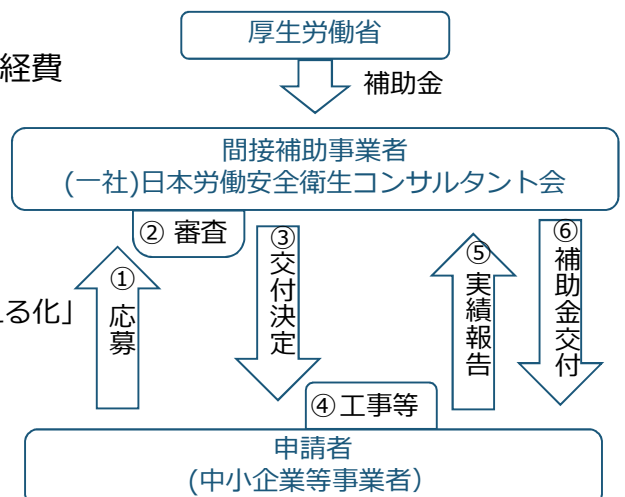 厚生労働省
経費
補助金
間接補助事業者
(一社)日本労働安全衛生コンサルタント会
② 審査
①応募
③交付決定
⑤実績報告
⑥補助金交付
る化」
④工事等
申請者
(中小企業等事業者）